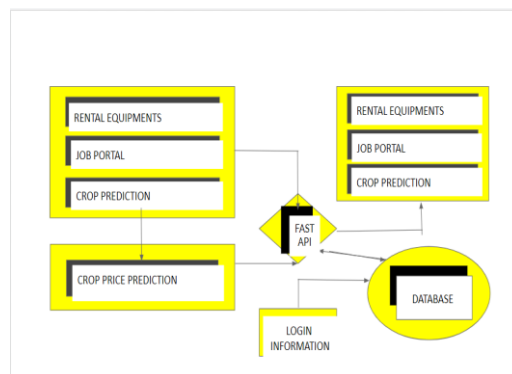 RENTAL EQUIPMENTS
JOB PORTAL
CROP PREDICTION
CROP PRICE PREDICTION
FAST
API
RENTAL EQUIPMENTS
JOB PORTAL
CROP PREDICTION
DATABASE
LOGIN
INFORMATION